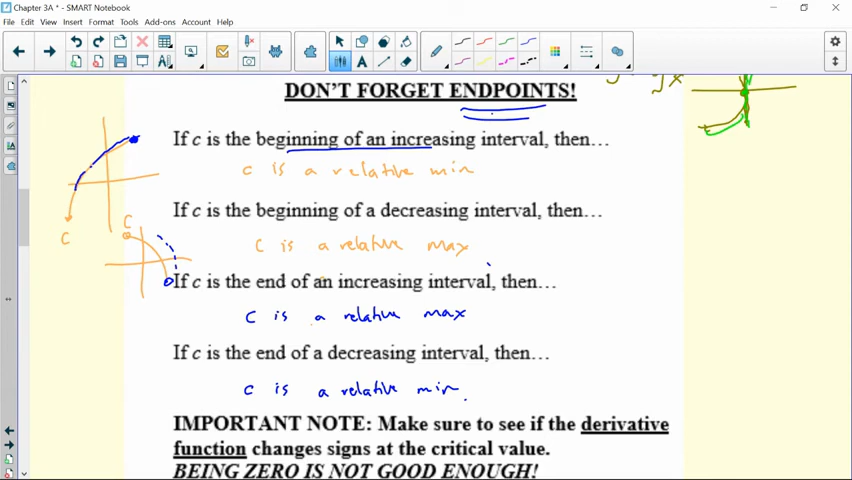 Chapter 3A * - SMART Notebook
File Edit View Insert Format Tools Add-ons Account Help
DON'T FORGET ENDPOINTS!
If c is the beginning of an increasing interval, then…
c is a relative min
If c is the beginning of a decreasing interval, then…
c is a relative max
If c is the end of an increasing interval, then…
c is a relative max
If c is the end of a decreasing interval, then…
c is a relative min.
IMPORTANT NOTE: Make sure to see if the derivative
function changes signs at the critical value.
BEING ZERO IS NOT GOOD ENOUGH!
C
C